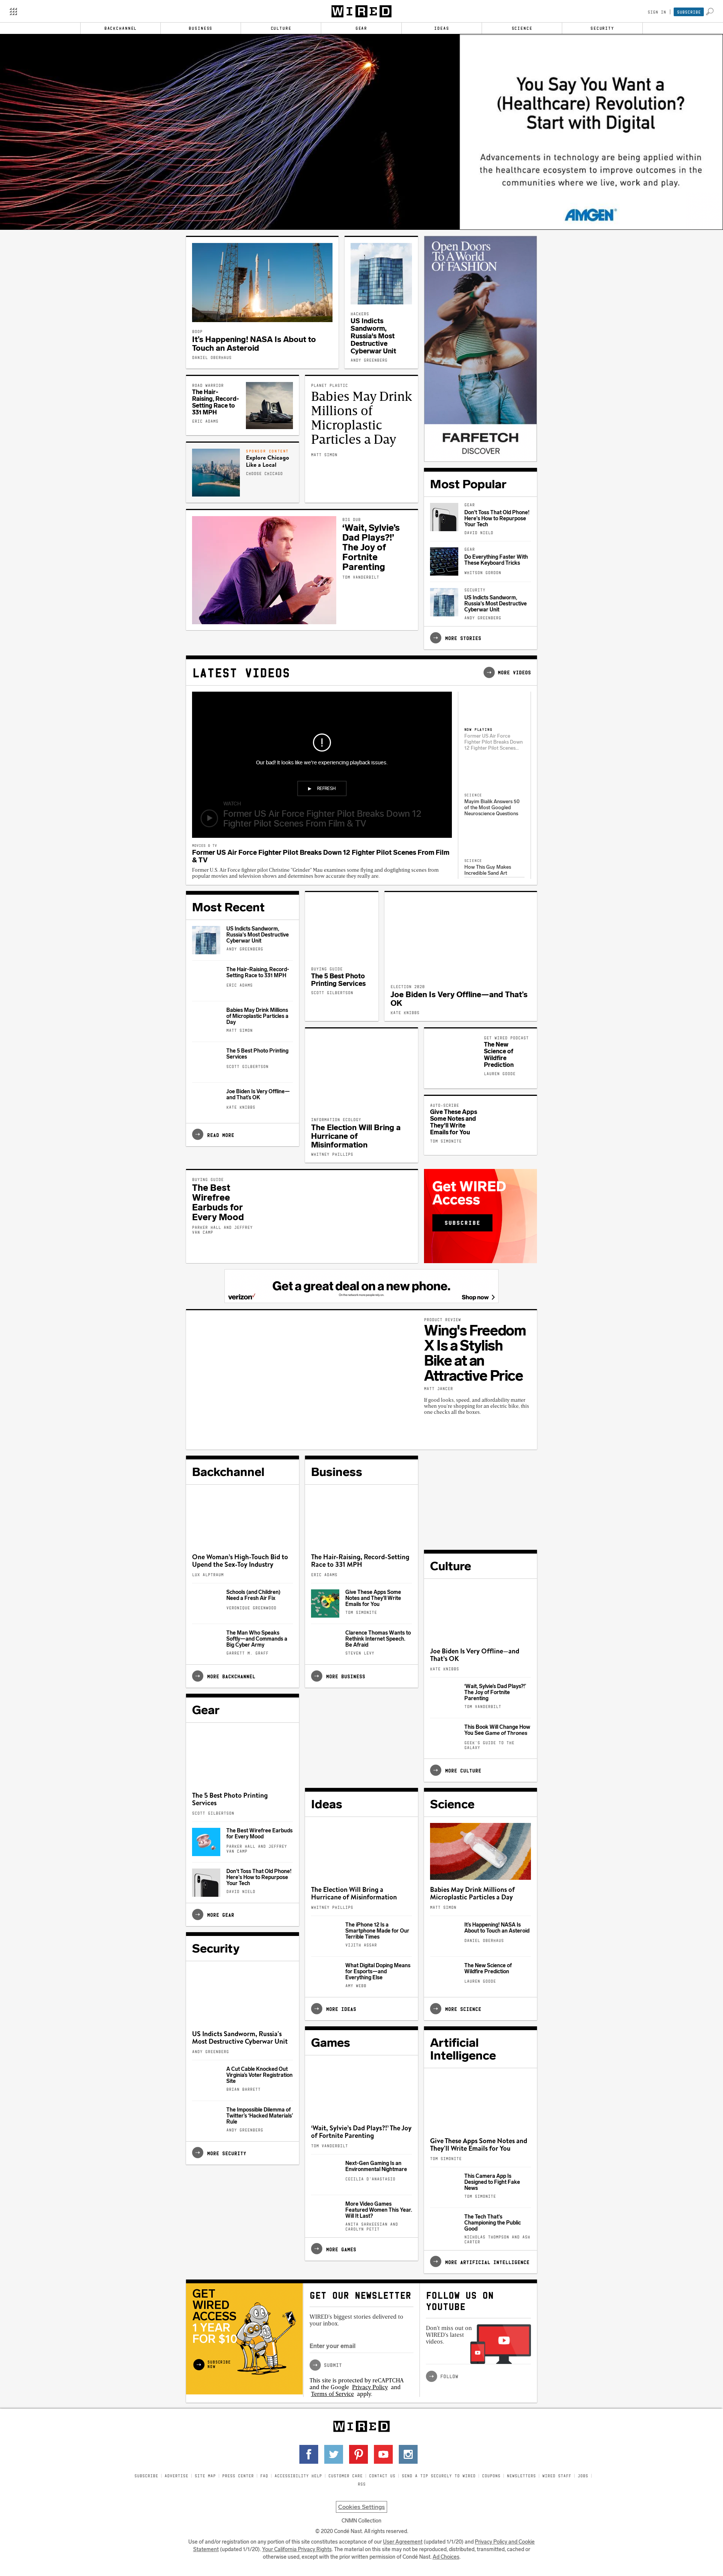 WIRED
SIGN IN | SUBSCRIBE
BACKCHANNEL BUSINESS CULTURE GEAR IDEAS SCIENCE SECURITY
You Say You Want a
(Healthcare) Revolution?
Start with Digital
Advancements in technology are being applied within
the healthcare ecosystem to improve outcomes in the
communities where we live, work and play.
AMGEN
BOOP
It's Happening! NASA Is About to
Touch an Asteroid
DANIEL OBERHAUS
HACKERS
US Indicts
Sandworm,
Russia's Most
Destructive
Cyberwar Unit
ANDY GREENBERG
Open Doors
To A World
Of FASHION
FARFETCH
DISCOVER
ROAD WARRIOR
The Hair-
Raising, Record-
Setting Race to
331 MPH
ERIC ADAMS
PLANET PLASTIC
Babies May Drink
Millions of
Microplastic
Particles a Day
MATT SIMON
SPONSOR CONTENT
Explore Chicago
Like a Local
CHOOSE CHICAGO
BIG DUB
‘Wait, Sylvie’s
Dad Plays?!’
The Joy of
Fortnite
Parenting
TOM VANDERBILT
Most Popular
GEAR
Don't Toss That Old Phone!
Here's How to Repurpose
Your Tech
DAVID NIELD
GEAR
Do Everything Faster With
These Keyboard Tricks
WHITSON GORDON
SECURITY
US Indicts Sandworm,
Russia's Most Destructive
Cyberwar Unit
ANDY GREENBERG
MORE STORIES
LATEST VIDEOS
MORE VIDEOS
Our bad! It looks like we're experiencing playback issues.
REFRESH
WATCH
Former US Air Force Fighter Pilot Breaks Down 12
Fighter Pilot Scenes From Film & TV
MOVIES & TV
Former US Air Force Fighter Pilot Breaks Down 12 Fighter Pilot Scenes From Film
& TV
Former U.S. Air Force fighter pilot Christine "Grinder" Mau examines some flying and dogfighting scenes from
popular movies and television shows and determines how accurate they really are.
NOW PLAYING
Former US Air Force
Fighter Pilot Breaks Down
12 Fighter Pilot Scenes...
SCIENCE
Mayim Bialik Answers 50
of the Most Googled
Neuroscience Questions
SCIENCE
How This Guy Makes
Incredible Sand Art
Most Recent
US Indicts Sandworm,
Russia's Most Destructive
Cyberwar Unit
ANDY GREENBERG
The Hair-Raising, Record-
Setting Race to 331 MPH
ERIC ADAMS
Babies May Drink Millions
of Microplastic Particles a
Day
MATT SIMON
The 5 Best Photo Printing
Services
SCOTT GILBERTSON
Joe Biden Is Very Offline—
and That's OK
KATE KNIBBS
READ MORE
BUYING GUIDE
The 5 Best Photo
Printing Services
SCOTT GILBERTSON
ELECTION 2020
Joe Biden Is Very Offline—and That's
OK
KATE KNIBBS
INFORMATION ECOLOGY
The Election Will Bring a
Hurricane of
Misinformation
WHITNEY PHILLIPS
GET WIRED PODCAST
The New
Science of
Wildfire
Prediction
LAUREN GOODE
AUTO-SCRIBE
Give These Apps
Some Notes and
They'll Write
Emails for You
TOM SIMONITE
BUYING GUIDE
The Best
Wirefree
Earbuds for
Every Mood
PARKER HALL AND JEFFREY
VAN CAMP
Get WIRED
Access
SUBSCRIBE
verizon
Get a great deal on a new phone.
On the network more people rely on.
Shop now
PRODUCT REVIEW
Wing's Freedom
X Is a Stylish
Bike at an
Attractive Price
MATT JANCER
If good looks, speed, and affordability matter
when you're shopping for an electric bike, this
one checks all the boxes.
Backchannel
One Woman's High-Touch Bid to
Upend the Sex-Toy Industry
LUX ALPTRAUM
Schools (and Children)
Need a Fresh Air Fix
VERONIQUE GREENWOOD
The Man Who Speaks
Softly—and Commands a
Big Cyber Army
GARRETT M. GRAFF
MORE BACKCHANNEL
Business
The Hair-Raising, Record-Setting
Race to 331 MPH
ERIC ADAMS
Give These Apps Some
Notes and They'll Write
Emails for You
TOM SIMONITE
Clarence Thomas Wants to
Rethink Internet Speech.
Be Afraid
STEVEN LEVY
MORE BUSINESS
Culture
Joe Biden Is Very Offline—and
That's OK
KATE KNIBBS
‘Wait, Sylvie’s Dad Plays?!’
The Joy of Fortnite
Parenting
TOM VANDERBILT
This Book Will Change How
You See Game of Thrones
GEEK'S GUIDE TO THE
GALAXY
MORE CULTURE
Gear
The 5 Best Photo Printing
Services
SCOTT GILBERTSON
The Best Wirefree Earbuds
for Every Mood
PARKER HALL AND JEFFREY
VAN CAMP
Don't Toss That Old Phone!
Here's How to Repurpose
Your Tech
DAVID NIELD
MORE GEAR
Ideas
The Election Will Bring a
Hurricane of Misinformation
WHITNEY PHILLIPS
The iPhone 12 Is a
Smartphone Made for Our
Terrible Times
VIJITH ASSAR
What Digital Doping Means
for Esports—and
Everything Else
AMY WEBB
MORE IDEAS
Science
Babies May Drink Millions of
Microplastic Particles a Day
MATT SIMON
It's Happening! NASA Is
About to Touch an Asteroid
DANIEL OBERHAUS
The New Science of
Wildfire Prediction
LAUREN GOODE
MORE SCIENCE
Security
US Indicts Sandworm, Russia's
Most Destructive Cyberwar Unit
ANDY GREENBERG
A Cut Cable Knocked Out
Virginia's Voter Registration
Site
BRIAN BARRETT
The Impossible Dilemma of
Twitter's ‘Hacked Materials’
Rule
ANDY GREENBERG
MORE SECURITY
Games
‘Wait, Sylvie’s Dad Plays?!’ The Joy
of Fortnite Parenting
TOM VANDERBILT
Next-Gen Gaming Is an
Environmental Nightmare
CECILIA D'ANASTASIO
More Video Games
Featured Women This Year.
Will It Last?
ANITA SARKEESIAN AND
CAROLYN PETIT
MORE GAMES
Artificial
Intelligence
Give These Apps Some Notes and
They'll Write Emails for You
TOM SIMONITE
This Camera App Is
Designed to Fight Fake
News
TOM SIMONITE
The Tech That's
Championing the Public
Good
NICHOLAS THOMPSON AND ASH
CARTER
MORE ARTIFICIAL INTELLIGENCE
GET
WIRED
ACCESS
1 YEAR
FOR $10
SUBSCRIBE
NOW
GET OUR NEWSLETTER
WIRED's biggest stories delivered to
your inbox.
Enter your email
SUBMIT
This site is protected by reCAPTCHA
and the Google Privacy Policy and
Terms of Service apply.
FOLLOW US ON
YOUTUBE
Don't miss out on
WIRED's latest
videos.
FOLLOW
WIRED
SUBSCRIBE | ADVERTISE | SITE MAP | PRESS CENTER | FAQ | ACCESSIBILITY HELP | CUSTOMER CARE | CONTACT US | SEND A TIP SECURELY TO WIRED | COUPONS | NEWSLETTERS | WIRED STAFF | JOBS |
RSS
Cookies Settings
CNMN Collection
© 2020 Condé Nast. All rights reserved.
Use of and/or registration on any portion of this site constitutes acceptance of our User Agreement (updated 1/1/20) and Privacy Policy and Cookie
Statement (updated 1/1/20). Your California Privacy Rights. The material on this site may not be reproduced, distributed, transmitted, cached or
otherwise used, except with the prior written permission of Condé Nast. Ad Choices.